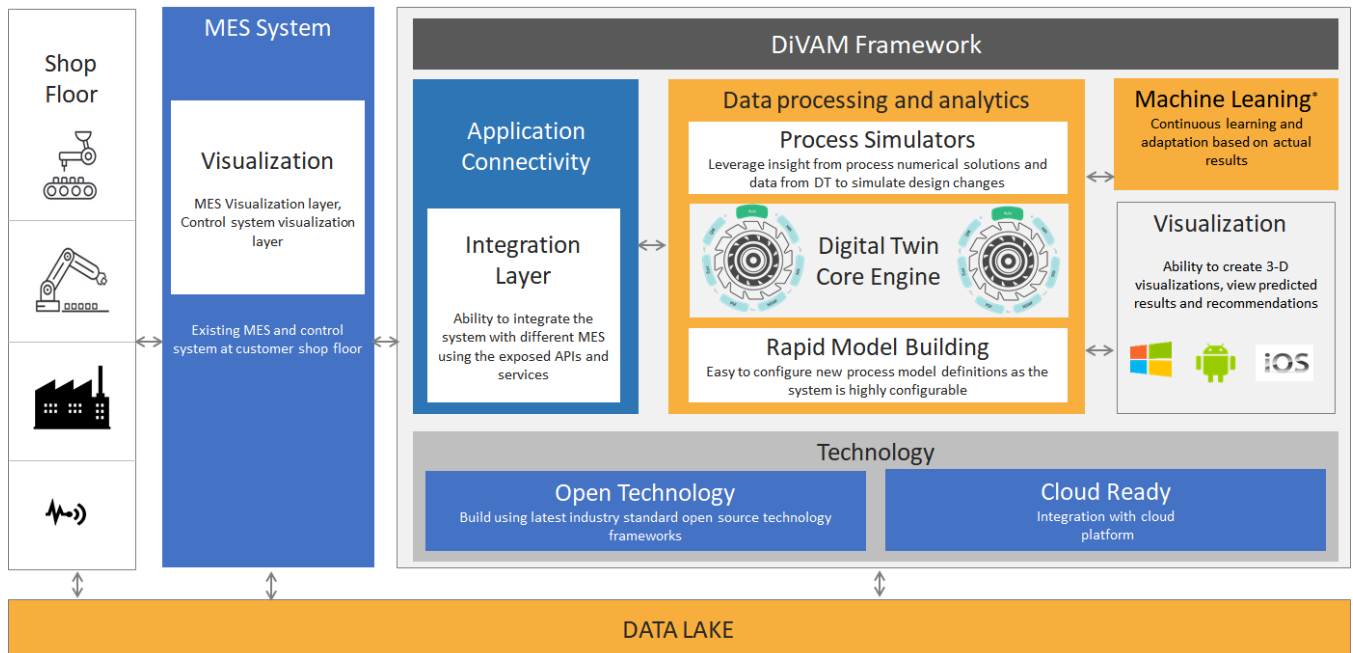 Shop
Floor
MES System
Visualization
MES Visualization layer,
Control system visualization
layer
Existing MES and control
system at customer shop floor
DiVAM Framework
Application
Connectivity
Integration
Layer
Ability to integrate the
system with different MES
using the exposed APIs and
services
Data processing and analytics
Process Simulators
Leverage insight from process numerical solutions and
data from DT to simulate design changes
Digital Twin
Core Engine
Rapid Model Building
Easy to configure new process model definitions as the
system is highly configurable
Machine Leaning*
Continuous learning and
adaptation based on actual
results
Visualization
Ability to create 3-D
visualizations, view predicted
results and recommendations
iOS
Technology
Open Technology
Build using latest industry standard open source technology
frameworks
Cloud Ready
Integration with cloud
platform
DATA LAKE